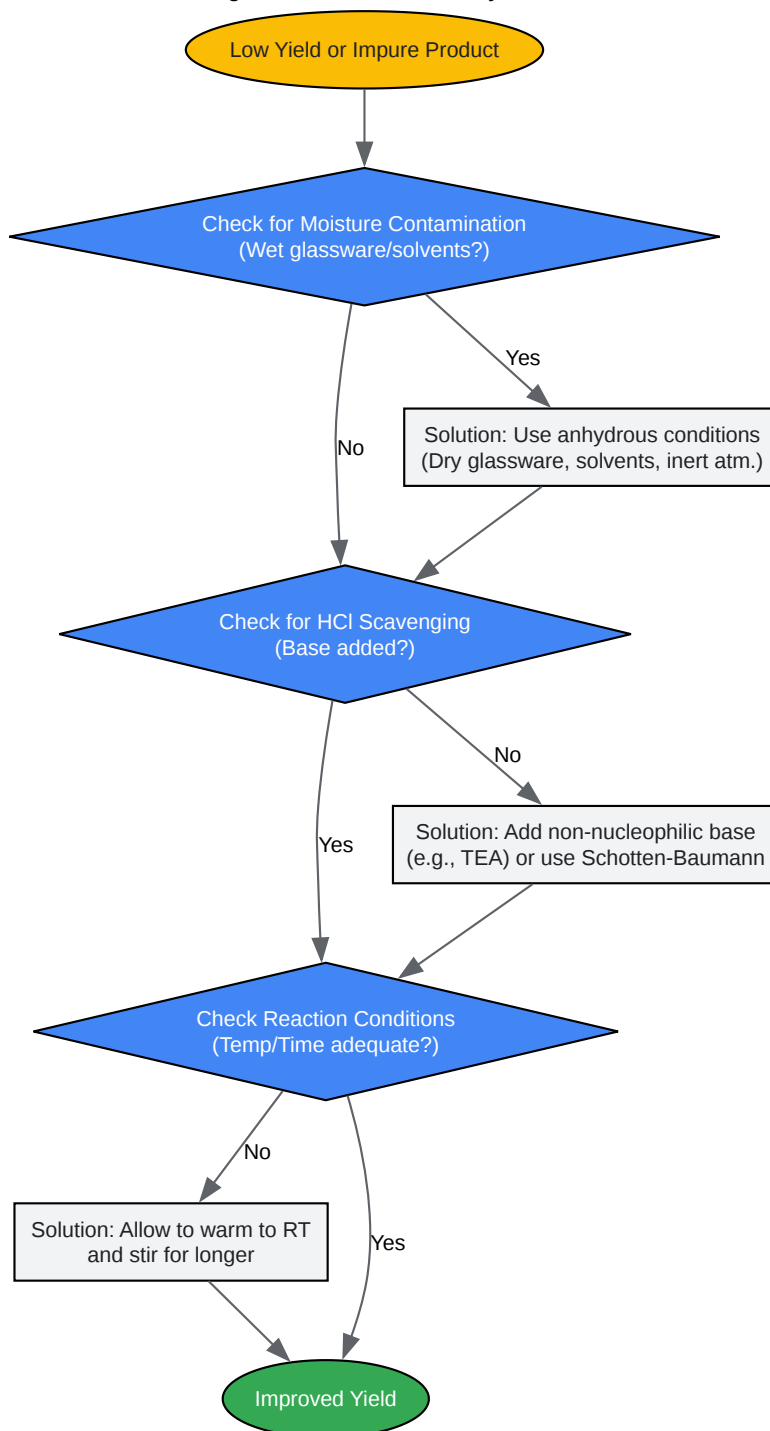 Low Yield or Impure Product
Check for Moisture Contamination
(Wet glassware/solvents?)
Yes
Solution: Use anhydrous conditions
(Dry glassware, solvents, inert atm.)
No
Check for HCl Scavenging
(Base added?)
No
Solution: Add non-nucleophilic base
(e.g., TEA) or use Schotten-Baumann
Yes
Check Reaction Conditions
(Temp/Time adequate?)
No
Solution: Allow to warm to RT
and stir for longer
Yes
Improved Yield